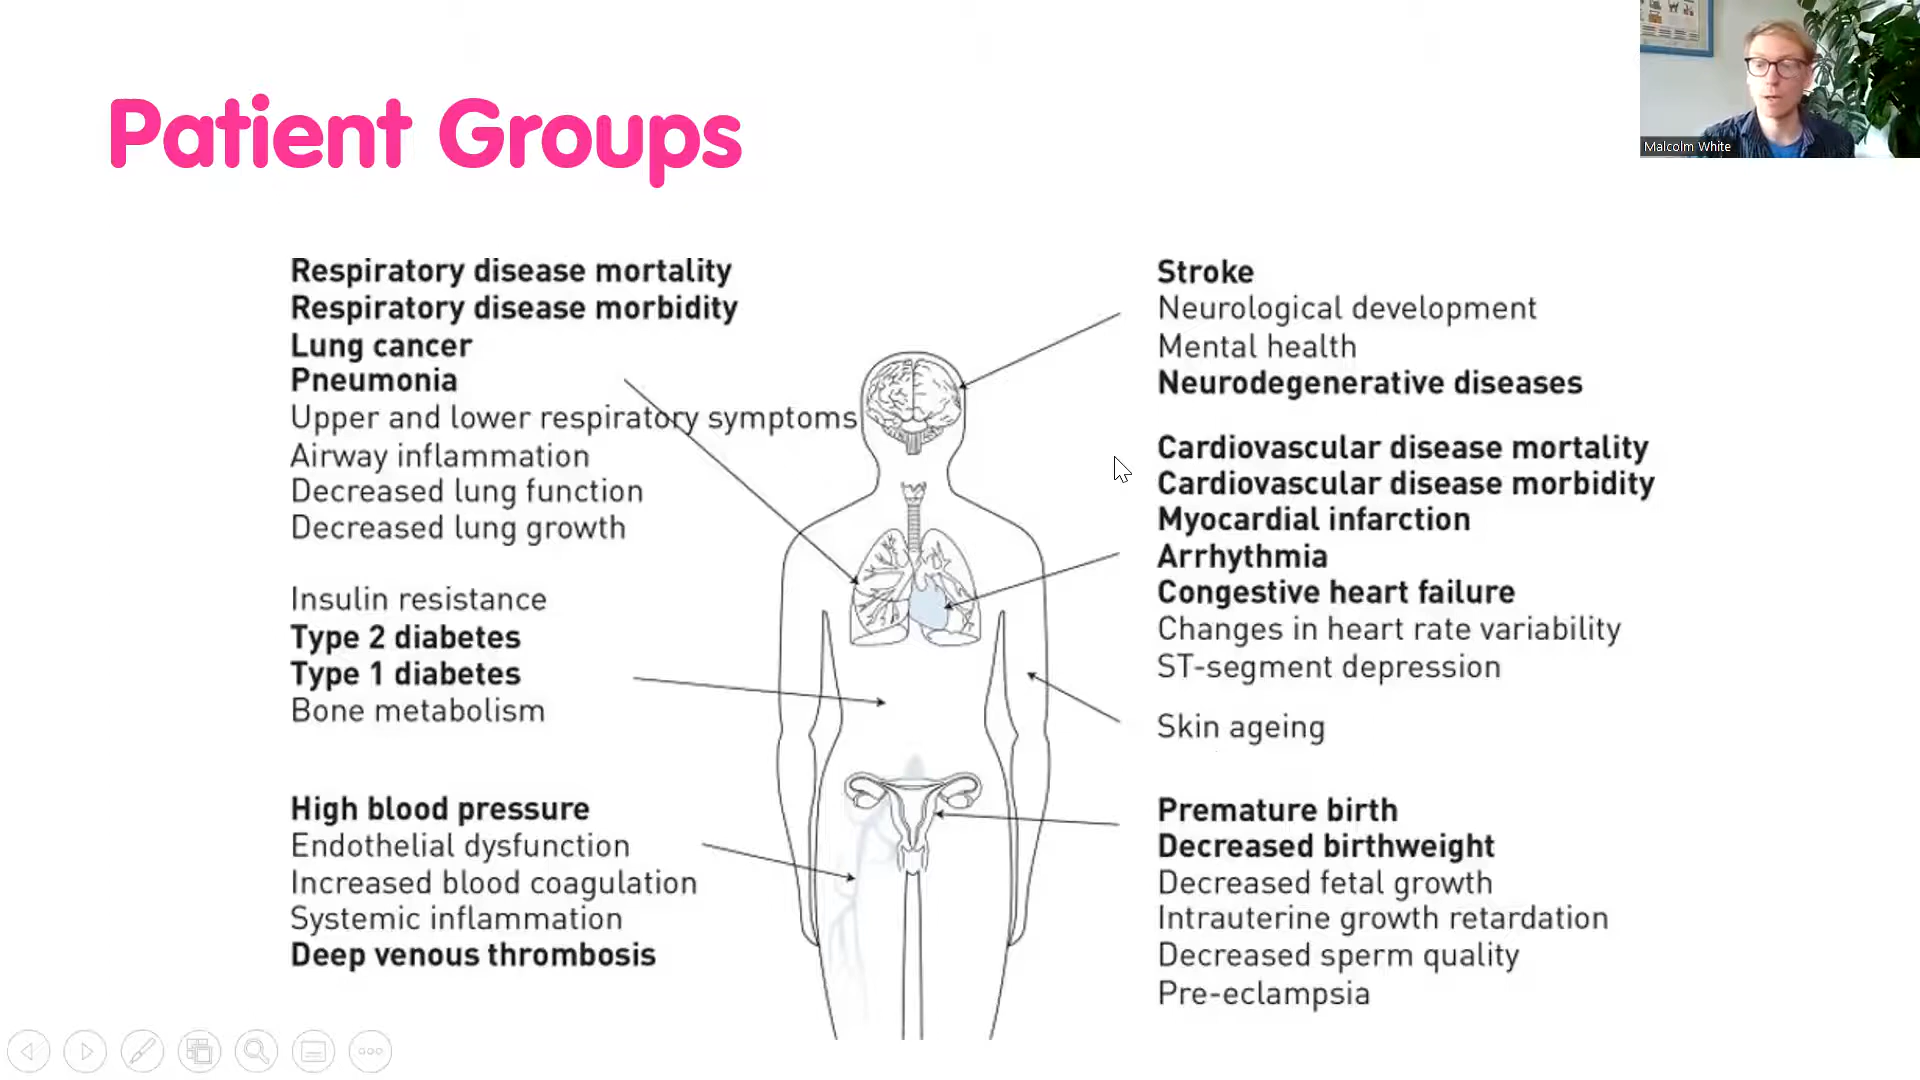 Patient Groups
Malcolm White
Respiratory disease mortality
Respiratory disease morbidity
Lung cancer
Pneumonia
Upper and lower respiratory symptoms
Airway inflammation
Decreased lung function
Decreased lung growth
Insulin resistance
Type 2 diabetes
Type 1 diabetes
Bone metabolism
High blood pressure
Endothelial dysfunction
Increased blood coagulation
Systemic inflammation
Deep venous thrombosis
Stroke
Neurological development
Mental health
Neurodegenerative diseases
Cardiovascular disease mortality
Cardiovascular disease morbidity
Myocardial infarction
Arrhythmia
Congestive heart failure
Changes in heart rate variability
ST-segment depression
Skin ageing
Premature birth
Decreased birthweight
Decreased fetal growth
Intrauterine growth retardation
Decreased sperm quality
Pre-eclampsia